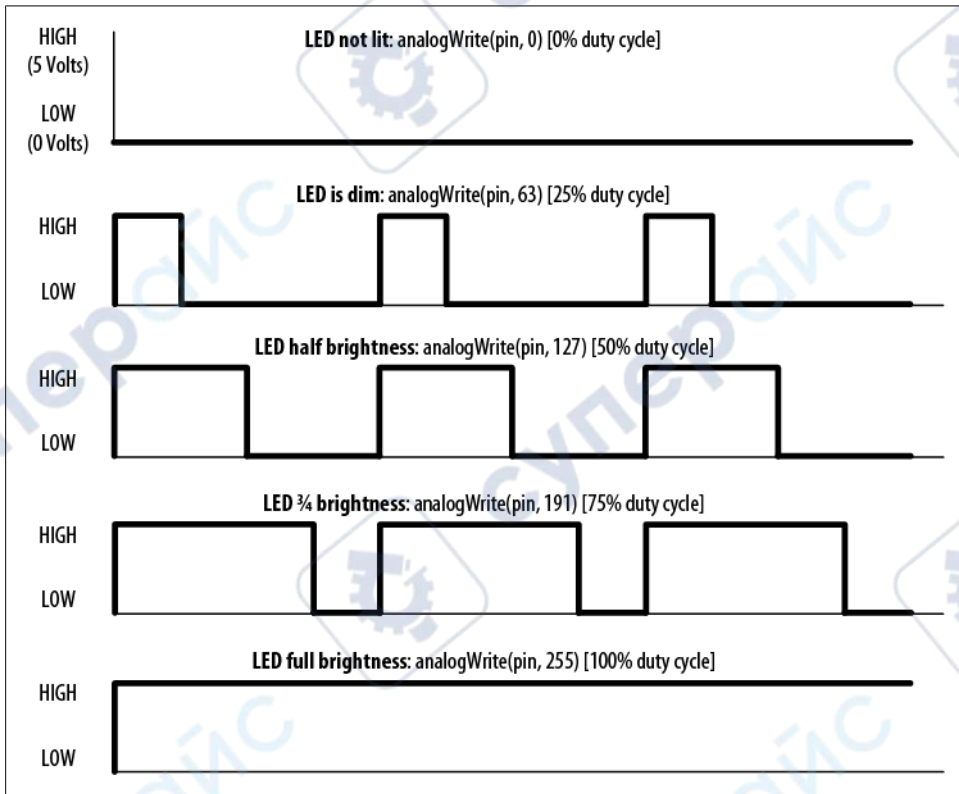 LED not lit: analogWrite(pin, 0) [0% duty cycle]
HIGH
(5 Volts)
LOW
(0 Volts)
LED is dim: analogWrite(pin, 63) [25% duty cycle]
HIGH
LOW
LED half brightness: analogWrite(pin, 127) [50% duty cycle]
HIGH
LOW
LED ¾ brightness: analogWrite(pin, 191) [75% duty cycle]
HIGH
LOW
LED full brightness: analogWrite(pin, 255) [100% duty cycle]
HIGH
LOW
суперайс